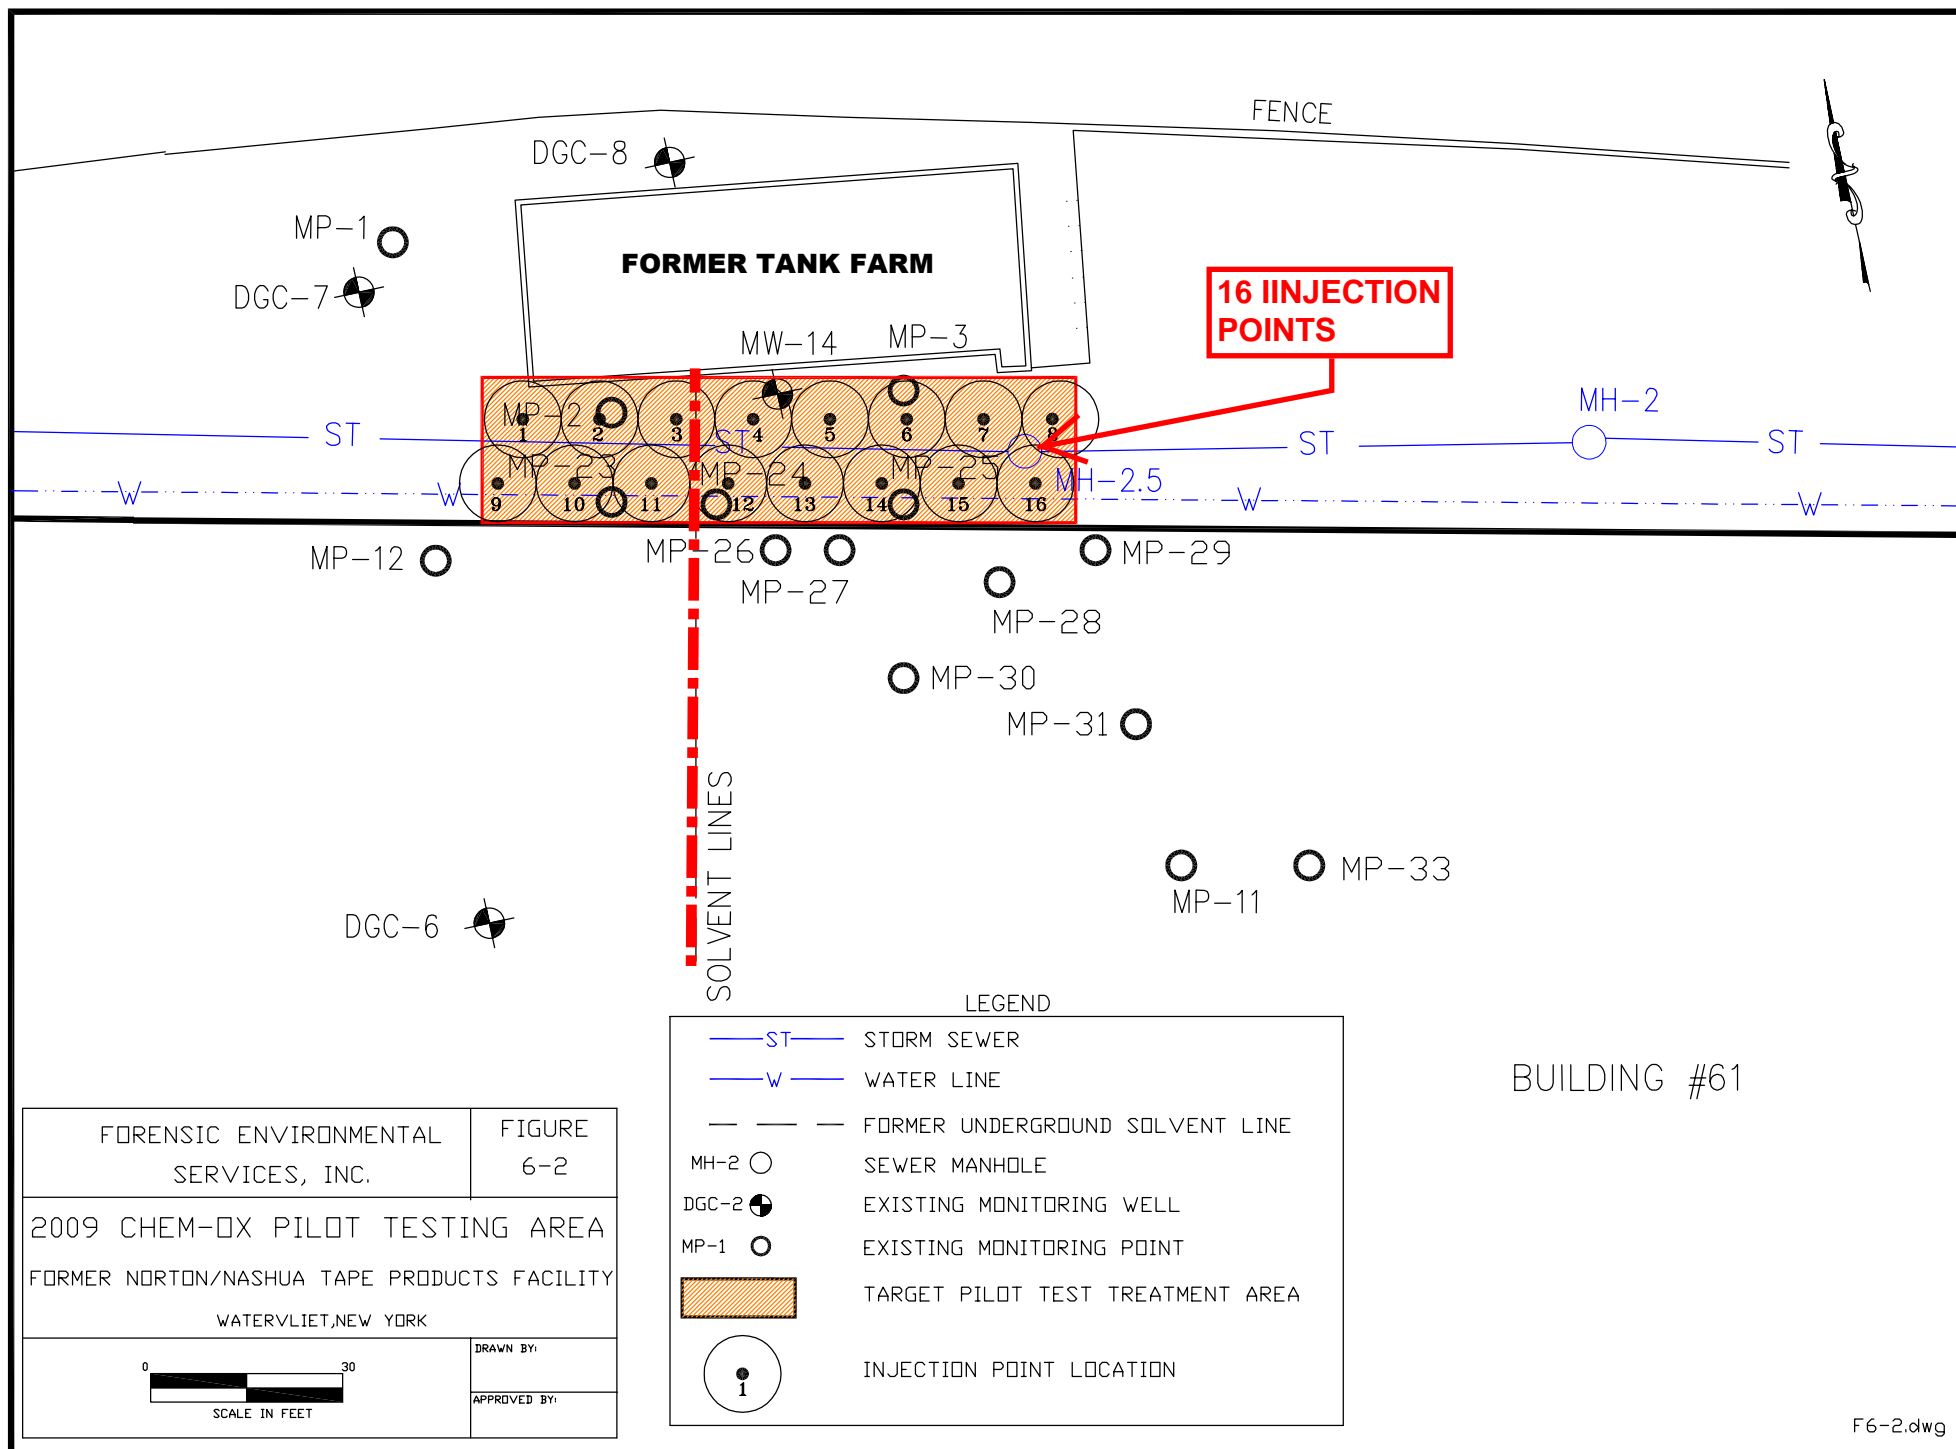 FENCE
DGC-8
MP-1
DGC-7
FORMER TANK FARM
16 IINJECTION
POINTS
MW-14
MP-3
MH-2
MP-2
1
2
3
4
5
6
7
8
ST
ST
ST
ST
MP-23
MP-24
MP-25
MH-2.5
W
W
9
10
11
12
13
14
15
16
W
W
MP-12
MP-26
MP-27
MP-28
MP-29
MP-30
MP-31
SOLVENT LINES
MP-11
MP-33
DGC-6
LEGEND
ST STORM SEWER
W WATER LINE
FORMER UNDERGROUND SOLVENT LINE
MH-2 SEWER MANHOLE
DGC-2 EXISTING MONITORING WELL
MP-1 EXISTING MONITORING POINT
TARGET PILOT TEST TREATMENT AREA
1 INJECTION POINT LOCATION
BUILDING #61
FORENSIC ENVIRONMENTAL
SERVICES, INC.
FIGURE
6-2
2009 CHEM-OX PILOT TESTING AREA
FORMER NORTON/NASHUA TAPE PRODUCTS FACILITY
WATERVLIET,NEW YORK
0 30
SCALE IN FEET
DRAWN BY:
APPROVED BY:
F6-2.dwg